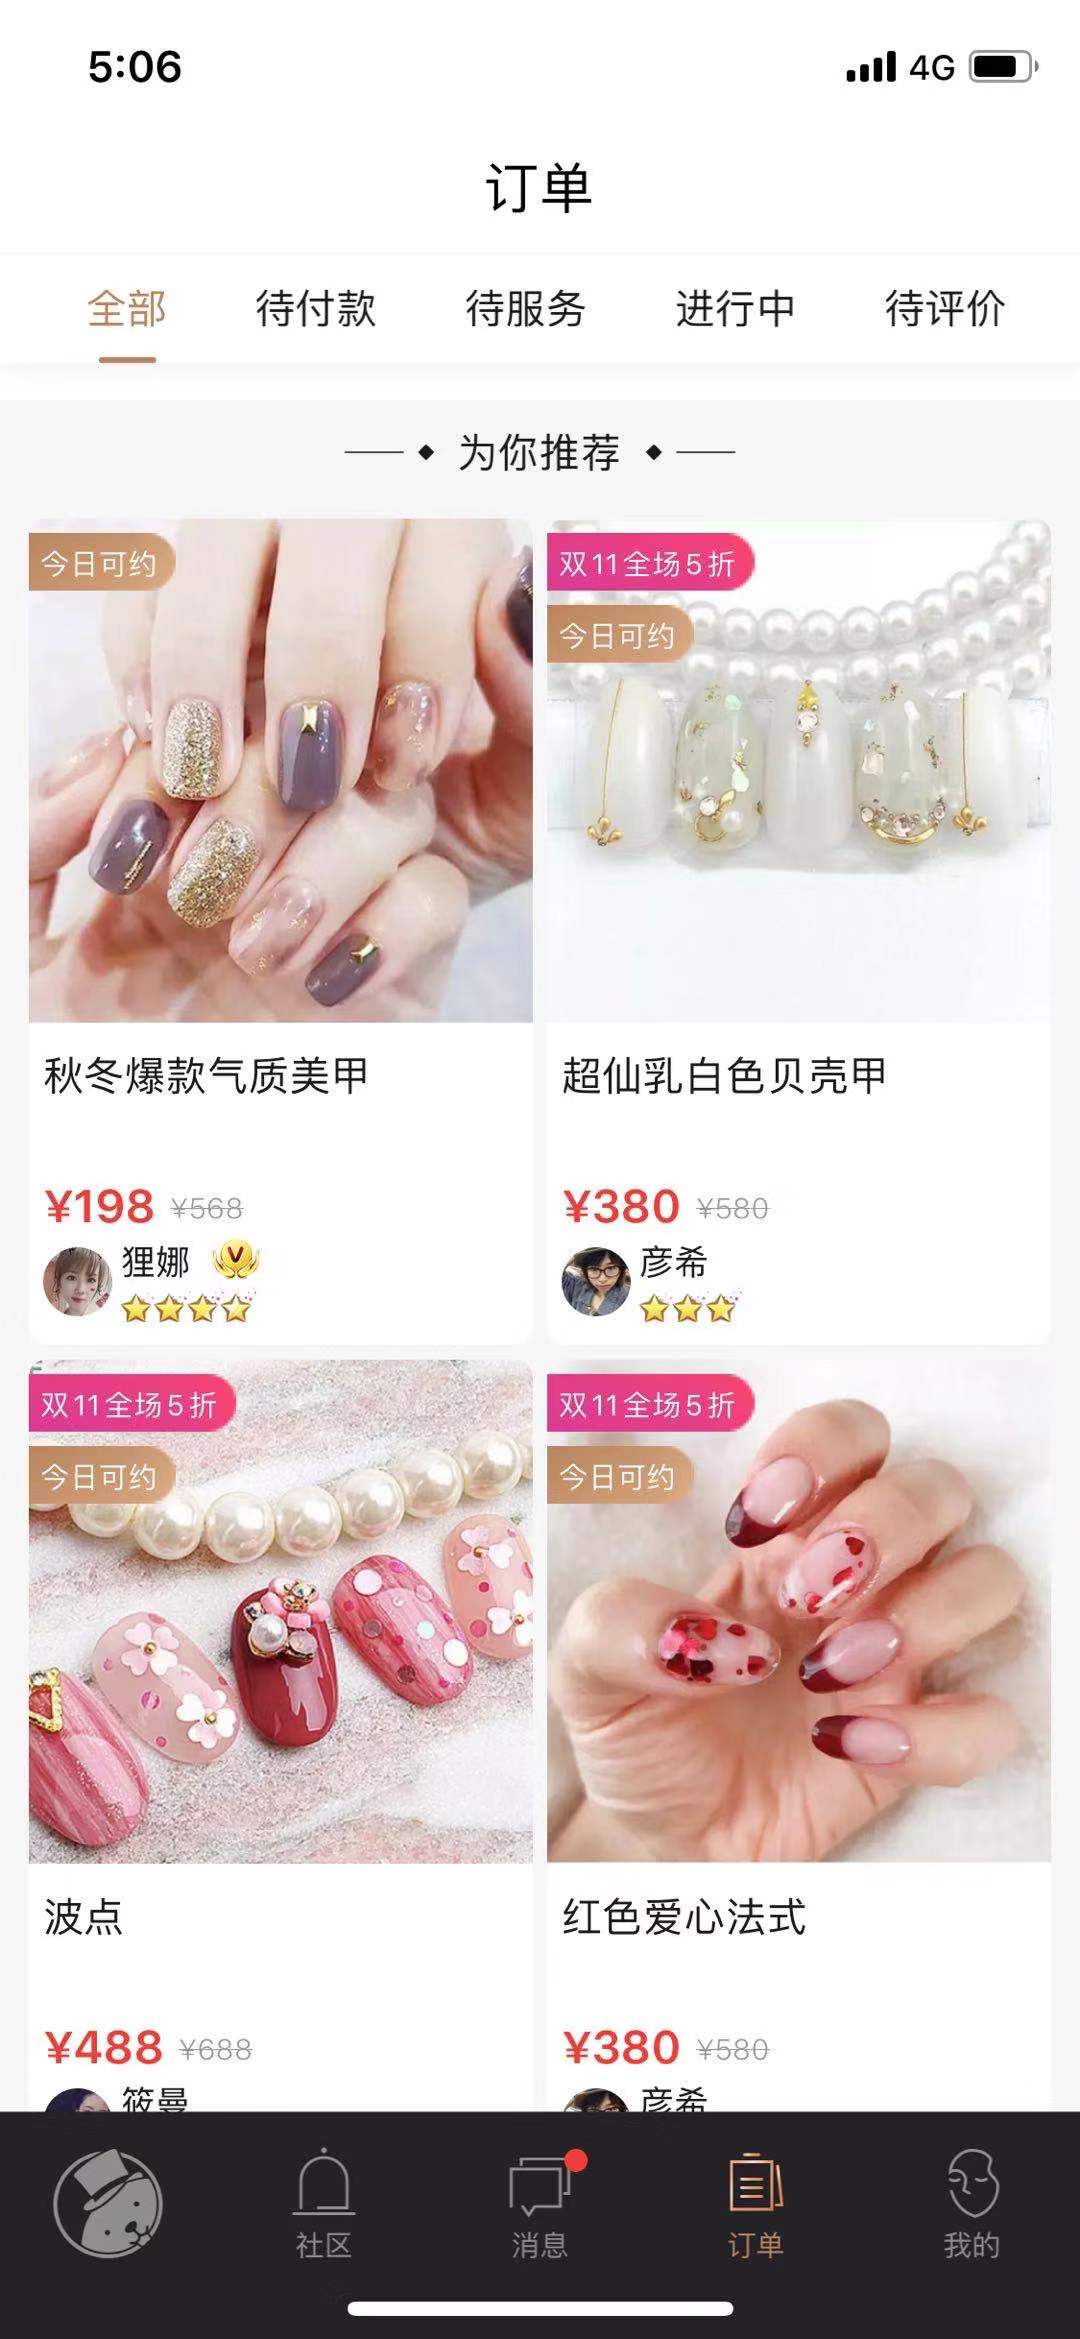 5:06
4G
订单
全部 待付款 待服务 进行中 待评价
为你推荐
今日可约
双11全场5折
今日可约
秋冬爆款气质美甲
超仙乳白色贝壳甲
¥198 ¥568
¥380 ¥580
狸娜
V
彦希
双11全场5折
今日可约
双11全场5折
今日可约
波点
红色爱心法式
¥488 ¥688
¥380 ¥580
筱曼
彦希
社区 消息 订单 我的